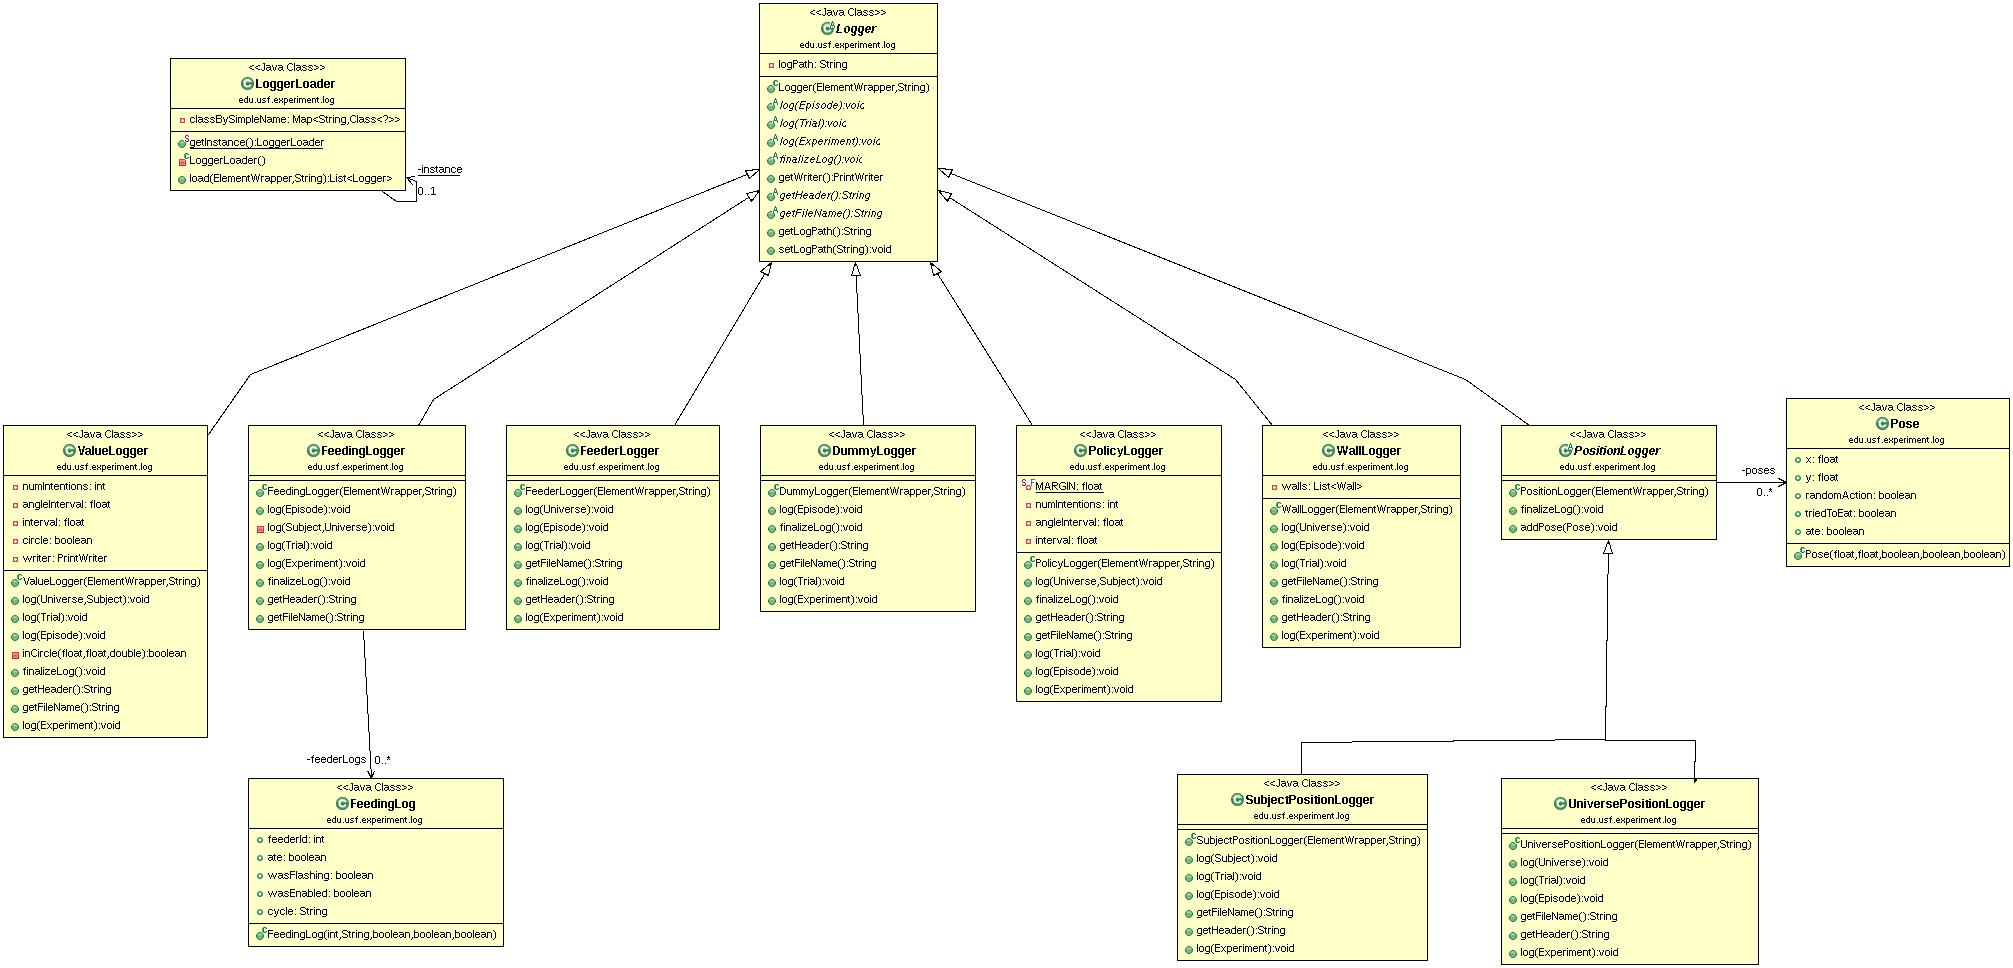 <<Java Class>>
Logger
edu.usf.experiment.log
logPath: String
Logger(ElementWrapper,String)
log(Episode):void
log(Trial):void
log(Experiment):void
finalizeLog():void
getWriter():PrintWriter
getHeader():String
getFileName():String
getLogPath():String
setLogPath(String):void
<<Java Class>>
LoggerLoader
edu.usf.experiment.log
classBySimpleName: Map<String,Class<?>>
getInstance():LoggerLoader
LoggerLoader()
load(ElementWrapper,String):List<Logger>
-instance
0..1
<<Java Class>>
ValueLogger
edu.usf.experiment.log
numIntentions: int
angleInterval: float
interval: float
circle: boolean
writer: PrintWriter
ValueLogger(ElementWrapper,String)
log(Universe,Subject):void
log(Trial):void
log(Episode):void
inCircle(float,float,double):boolean
finalizeLog():void
getHeader():String
getFileName():String
log(Experiment):void
<<Java Class>>
FeedingLogger
edu.usf.experiment.log
FeedingLogger(ElementWrapper,String)
log(Episode):void
log(Subject,Universe):void
log(Trial):void
log(Experiment):void
finalizeLog():void
getHeader():String
getFileName():String
<<Java Class>>
FeederLogger
edu.usf.experiment.log
FeederLogger(ElementWrapper,String)
log(Universe):void
log(Episode):void
log(Trial):void
getFileName():String
finalizeLog():void
getHeader():String
log(Experiment):void
<<Java Class>>
DummyLogger
edu.usf.experiment.log
DummyLogger(ElementWrapper,String)
log(Episode):void
finalizeLog():void
getHeader():String
getFileName():String
log(Trial):void
log(Experiment):void
<<Java Class>>
PolicyLogger
edu.usf.experiment.log
MARGIN: float
numIntentions: int
angleInterval: float
interval: float
PolicyLogger(ElementWrapper,String)
log(Universe,Subject):void
finalizeLog():void
getHeader():String
getFileName():String
log(Trial):void
log(Episode):void
log(Experiment):void
<<Java Class>>
WallLogger
edu.usf.experiment.log
walls: List<Wall>
WallLogger(ElementWrapper,String)
log(Universe):void
log(Episode):void
log(Trial):void
getFileName():String
finalizeLog():void
getHeader():String
log(Experiment):void
<<Java Class>>
PositionLogger
edu.usf.experiment.log
PositionLogger(ElementWrapper,String)
finalizeLog():void
addPose(Pose):void
-poses
0..*
<<Java Class>>
Pose
edu.usf.experiment.log
x: float
y: float
randomAction: boolean
triedToEat: boolean
ate: boolean
Pose(float,float,boolean,boolean,boolean)
-feederLogs
0..*
<<Java Class>>
FeedingLog
edu.usf.experiment.log
feederId: int
ate: boolean
wasFlashing: boolean
wasEnabled: boolean
cycle: String
FeedingLog(int,String,boolean,boolean,boolean)
<<Java Class>>
SubjectPositionLogger
edu.usf.experiment.log
SubjectPositionLogger(ElementWrapper,String)
log(Subject):void
log(Trial):void
log(Episode):void
getFileName():String
getHeader():String
log(Experiment):void
<<Java Class>>
UniversePositionLogger
edu.usf.experiment.log
UniversePositionLogger(ElementWrapper,String)
log(Universe):void
log(Trial):void
log(Episode):void
getFileName():String
getHeader():String
log(Experiment):void